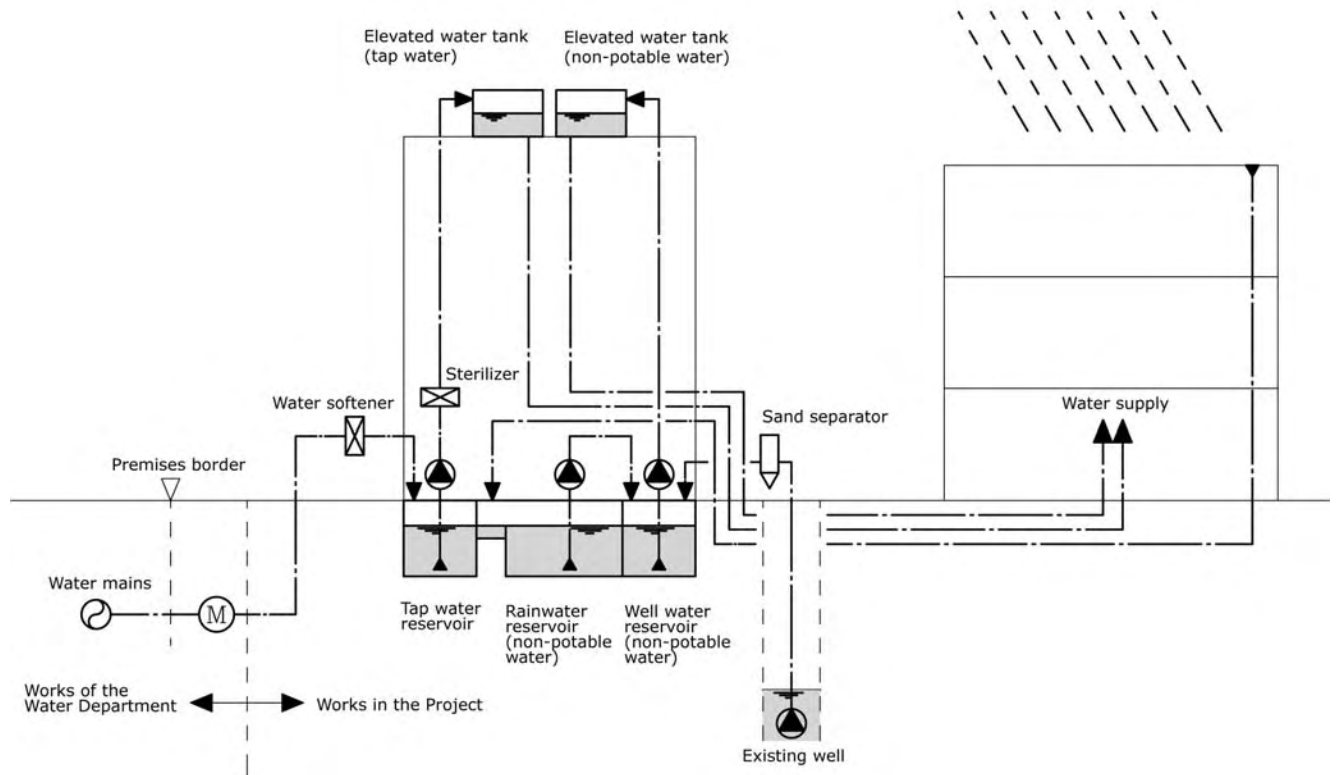 Elevated water tank
(tap water)
Elevated water tank
(non-potable water)
Sterilizer
Water softener
Sand separator
Water supply
Premises border
Water mains
M
Tap water
reservoir
Rainwater
reservoir
(non-potable
water)
Well water
reservoir
(non-potable
water)
Works of the
Water Department
Works in the Project
Existing well